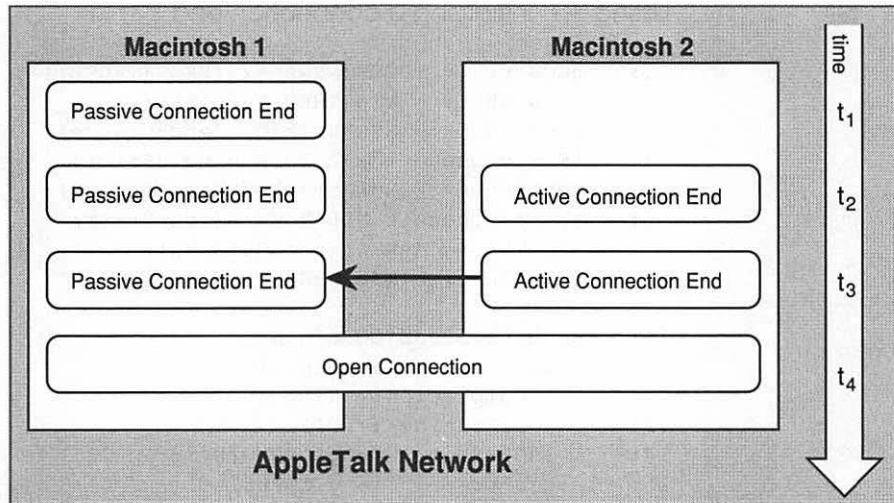 Macintosh 1
Macintosh 2
time
Passive Connection End
t1
Passive Connection End
Active Connection End
t2
Passive Connection End
Active Connection End
t3
Open Connection
t4
AppleTalk Network